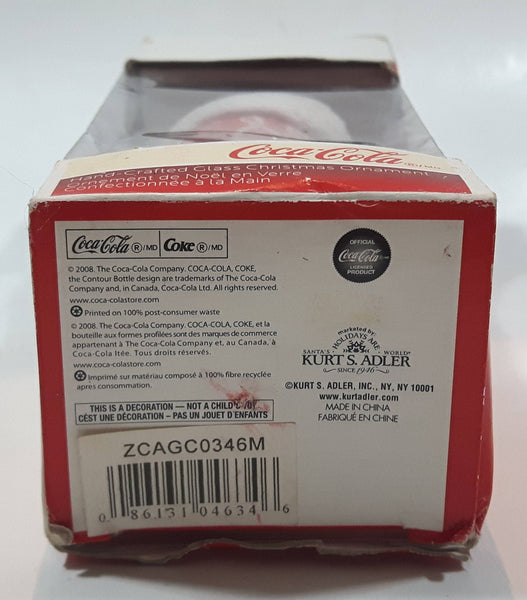 Coca-Cola
Hand-Crafted Glass Christmas Ornament
Ornement de Noël en Verre
Confectionnée à la Main
Coca-Cola ®/MD Coke ®/MD
© 2008. The Coca-Cola Company. COCA-COLA, COKE,
the Contour Bottle design are trademarks of The Coca-Cola
Company and, in Canada, Coca-Cola Ltd. All rights reserved.
www.coca-colastore.com
Printed on 100% post-consumer waste
© 2008. The Coca-Cola Company. COCA-COLA, COKE, et la
bouteille aux formes profilées sont des marques de commerce
appartenant à The Coca-Cola Company et, au Canada, à
Coca-Cola ltée. Tous droits réservés.
www.coca-colastore.com
Imprimé sur matériau composé à 100% fibre recyclée
apres consommation.
THIS IS A DECORATION — NOT A CHILD'S TOY
CÉST UNE DÉCORATION – PAS UN JOUET D'ENFANTS
ZCAGC0346M
0 86131 04634 6
OFFICIAL
Coca-Cola
LICENSED
PRODUCT
marketed by:
HOLIDAYS ARE
SANTA'S WORLD®
KURT S. ADLER
SINCE 1946
©KURT S. ADLER, INC., NY, NY 10001
www.kurtadler.com
MADE IN CHINA
FABRIQUÉ EN CHINE